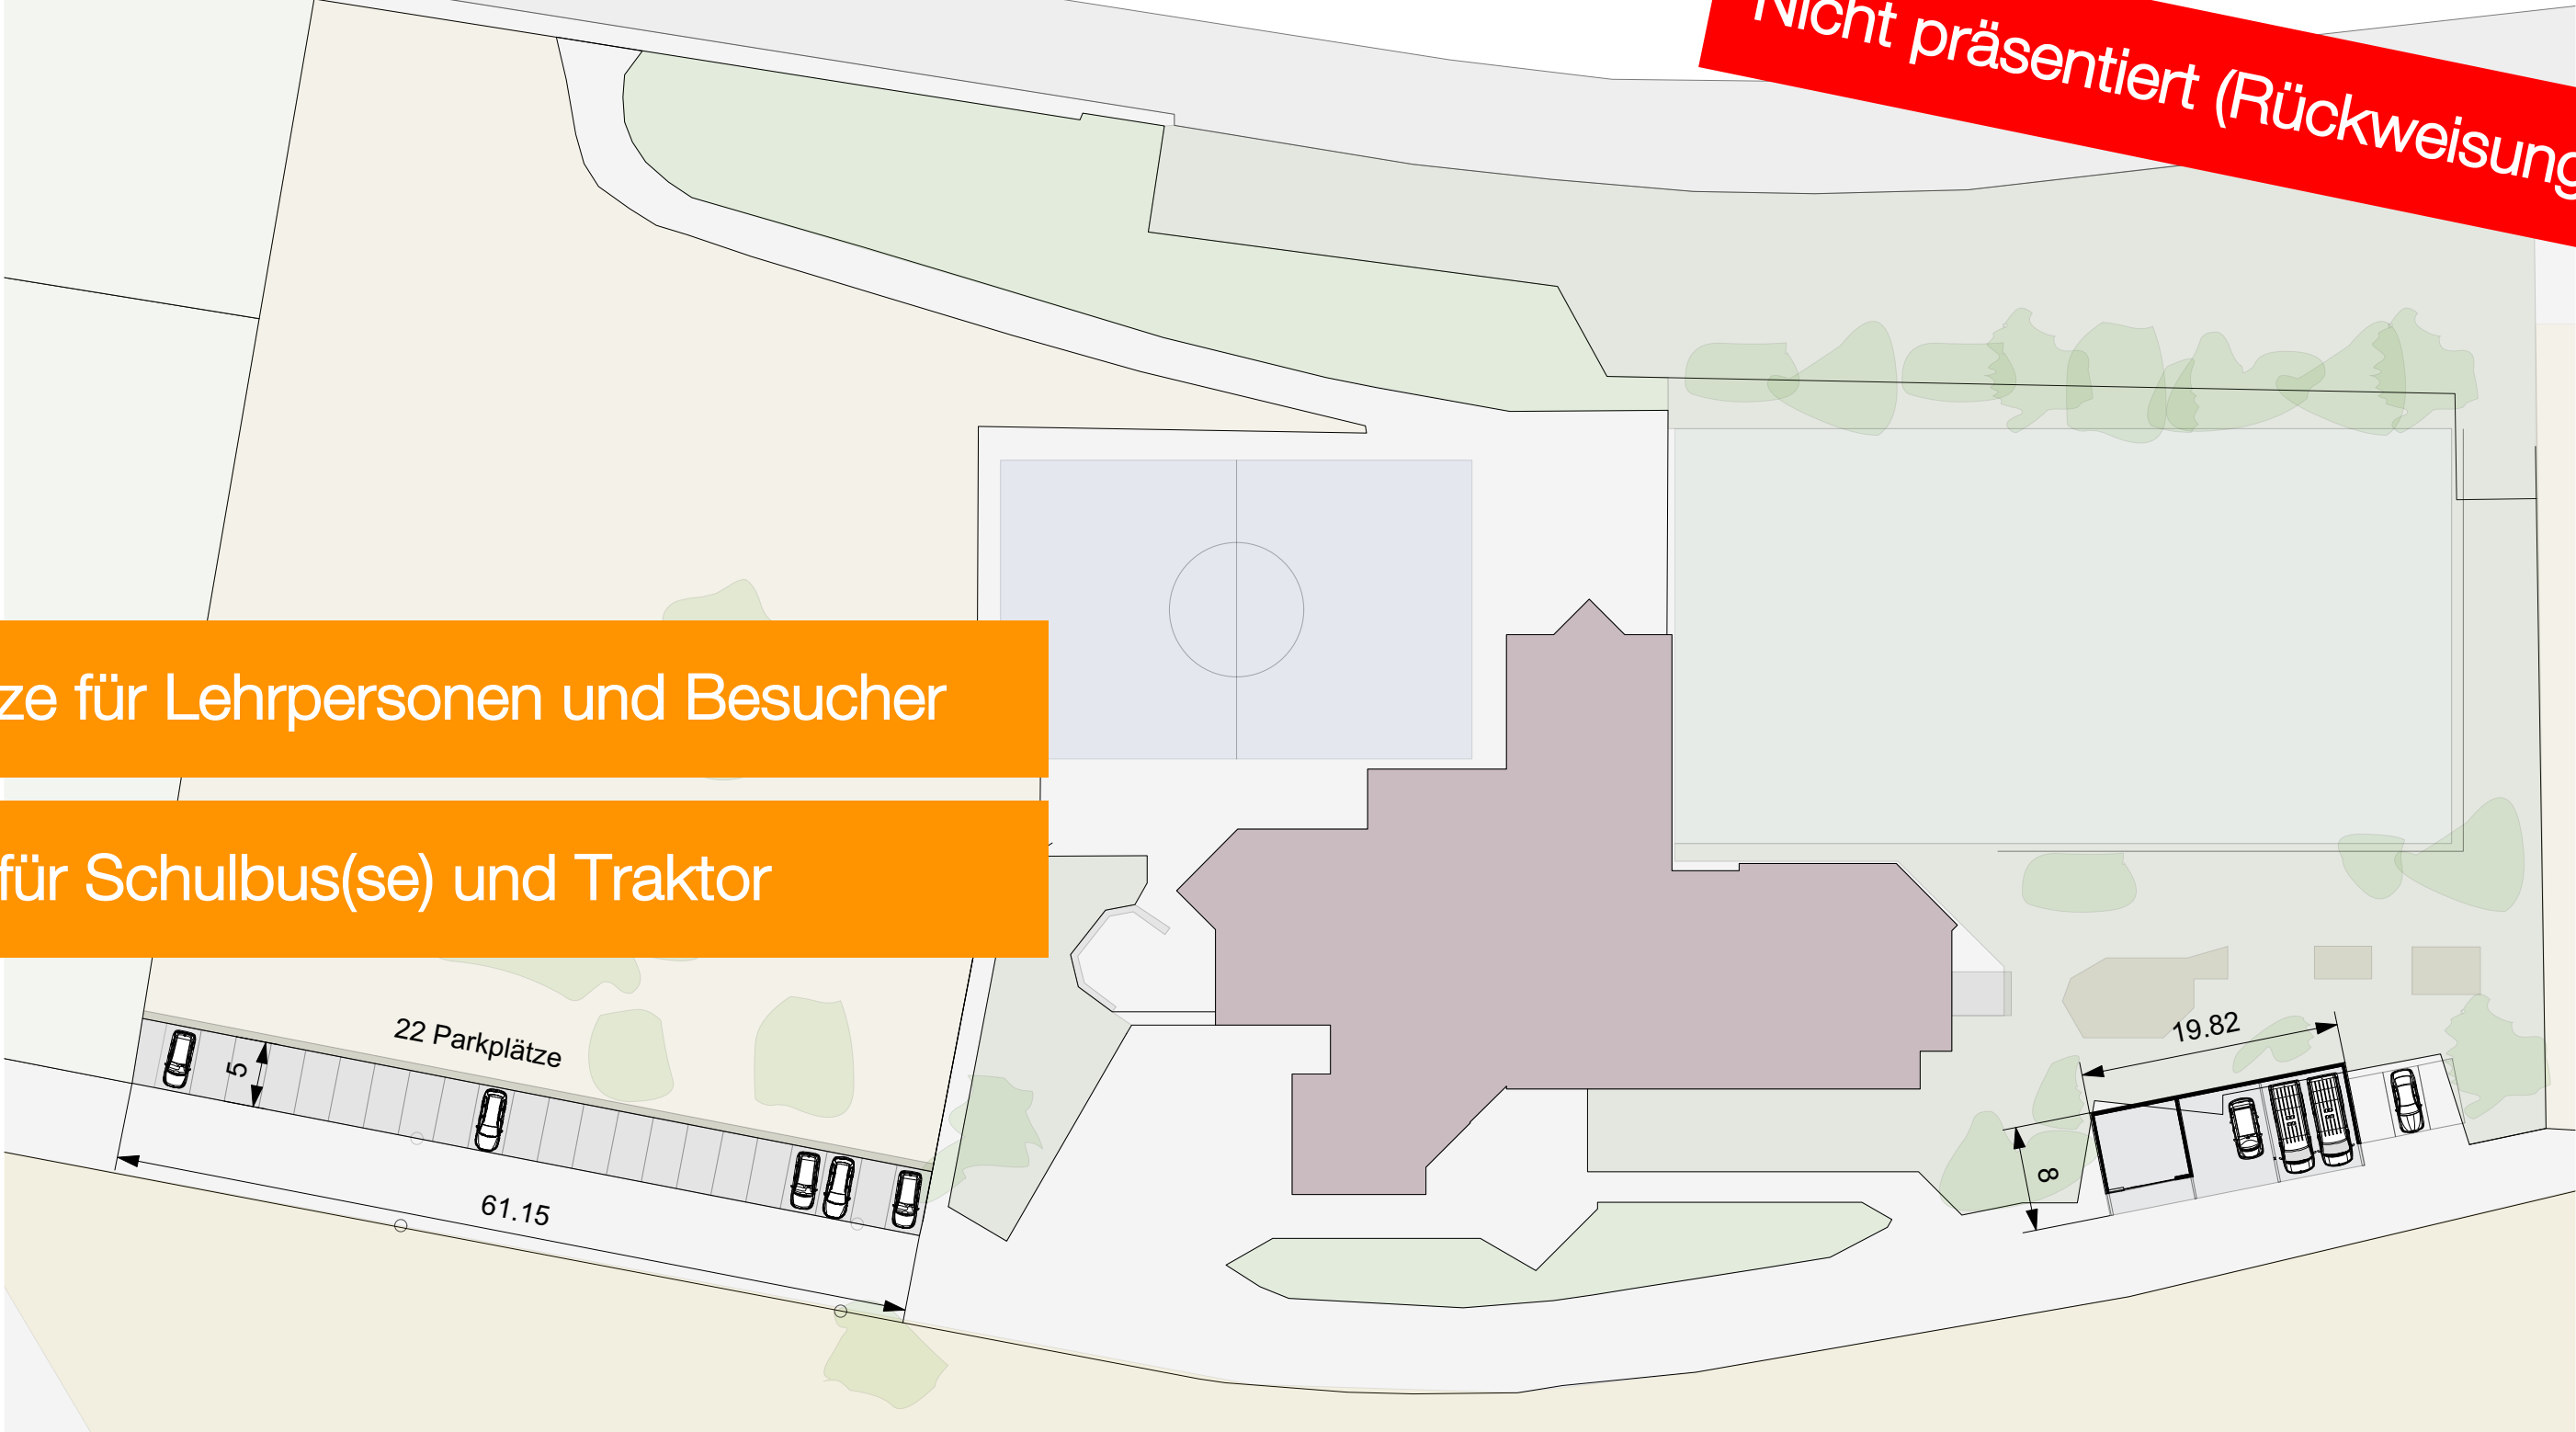 Nicht präsentiert (Rückweisung
ze für Lehrpersonen und Besucher
für Schulbus(se) und Traktor
22 Parkplätze
5
61.15
19.82
8